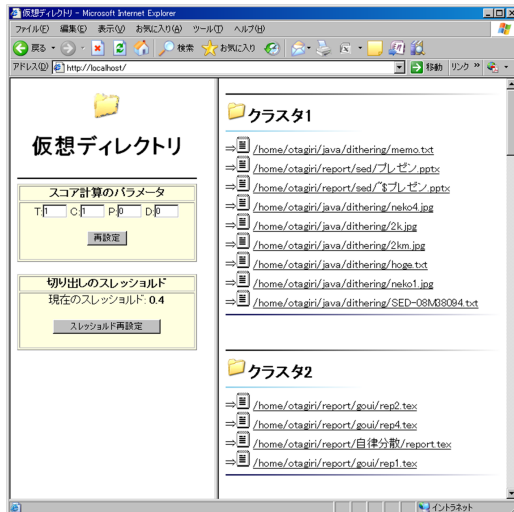 仮想ディレクトリ - Microsoft Internet Explorer
ファイル(F) 編集(E) 表示(V) お気に入り(A) ツール(T) ヘルプ(H)
戻る 検索 お気に入り
アドレス(D) http://localhost/ 移動 リンク »
仮想ディレクトリ
スコア計算のパラメータ
T:1 C:1 P:0 D:0
再設定
切り出しのスレッショルド
現在のスレッショルド: 0.4
スレッショルド再設定
クラスタ1
⇒/home/otagiri/java/dithering/memo.txt
⇒/home/otagiri/report/sed/プレゼン.pptx
⇒/home/otagiri/report/sed/~$プレゼン.pptx
⇒/home/otagiri/java/dithering/neko4.jpg
⇒/home/otagiri/java/dithering/2k.jpg
⇒/home/otagiri/java/dithering/2km.jpg
⇒/home/otagiri/java/dithering/hoge.txt
⇒/home/otagiri/java/dithering/neko1.jpg
⇒/home/otagiri/java/dithering/SED-08M38094.txt
クラスタ2
⇒/home/otagiri/report/goui/rep2.tex
⇒/home/otagiri/report/goui/rep4.tex
⇒/home/otagiri/report/自律分散/report.tex
⇒/home/otagiri/report/goui/rep1.tex
イントラネット